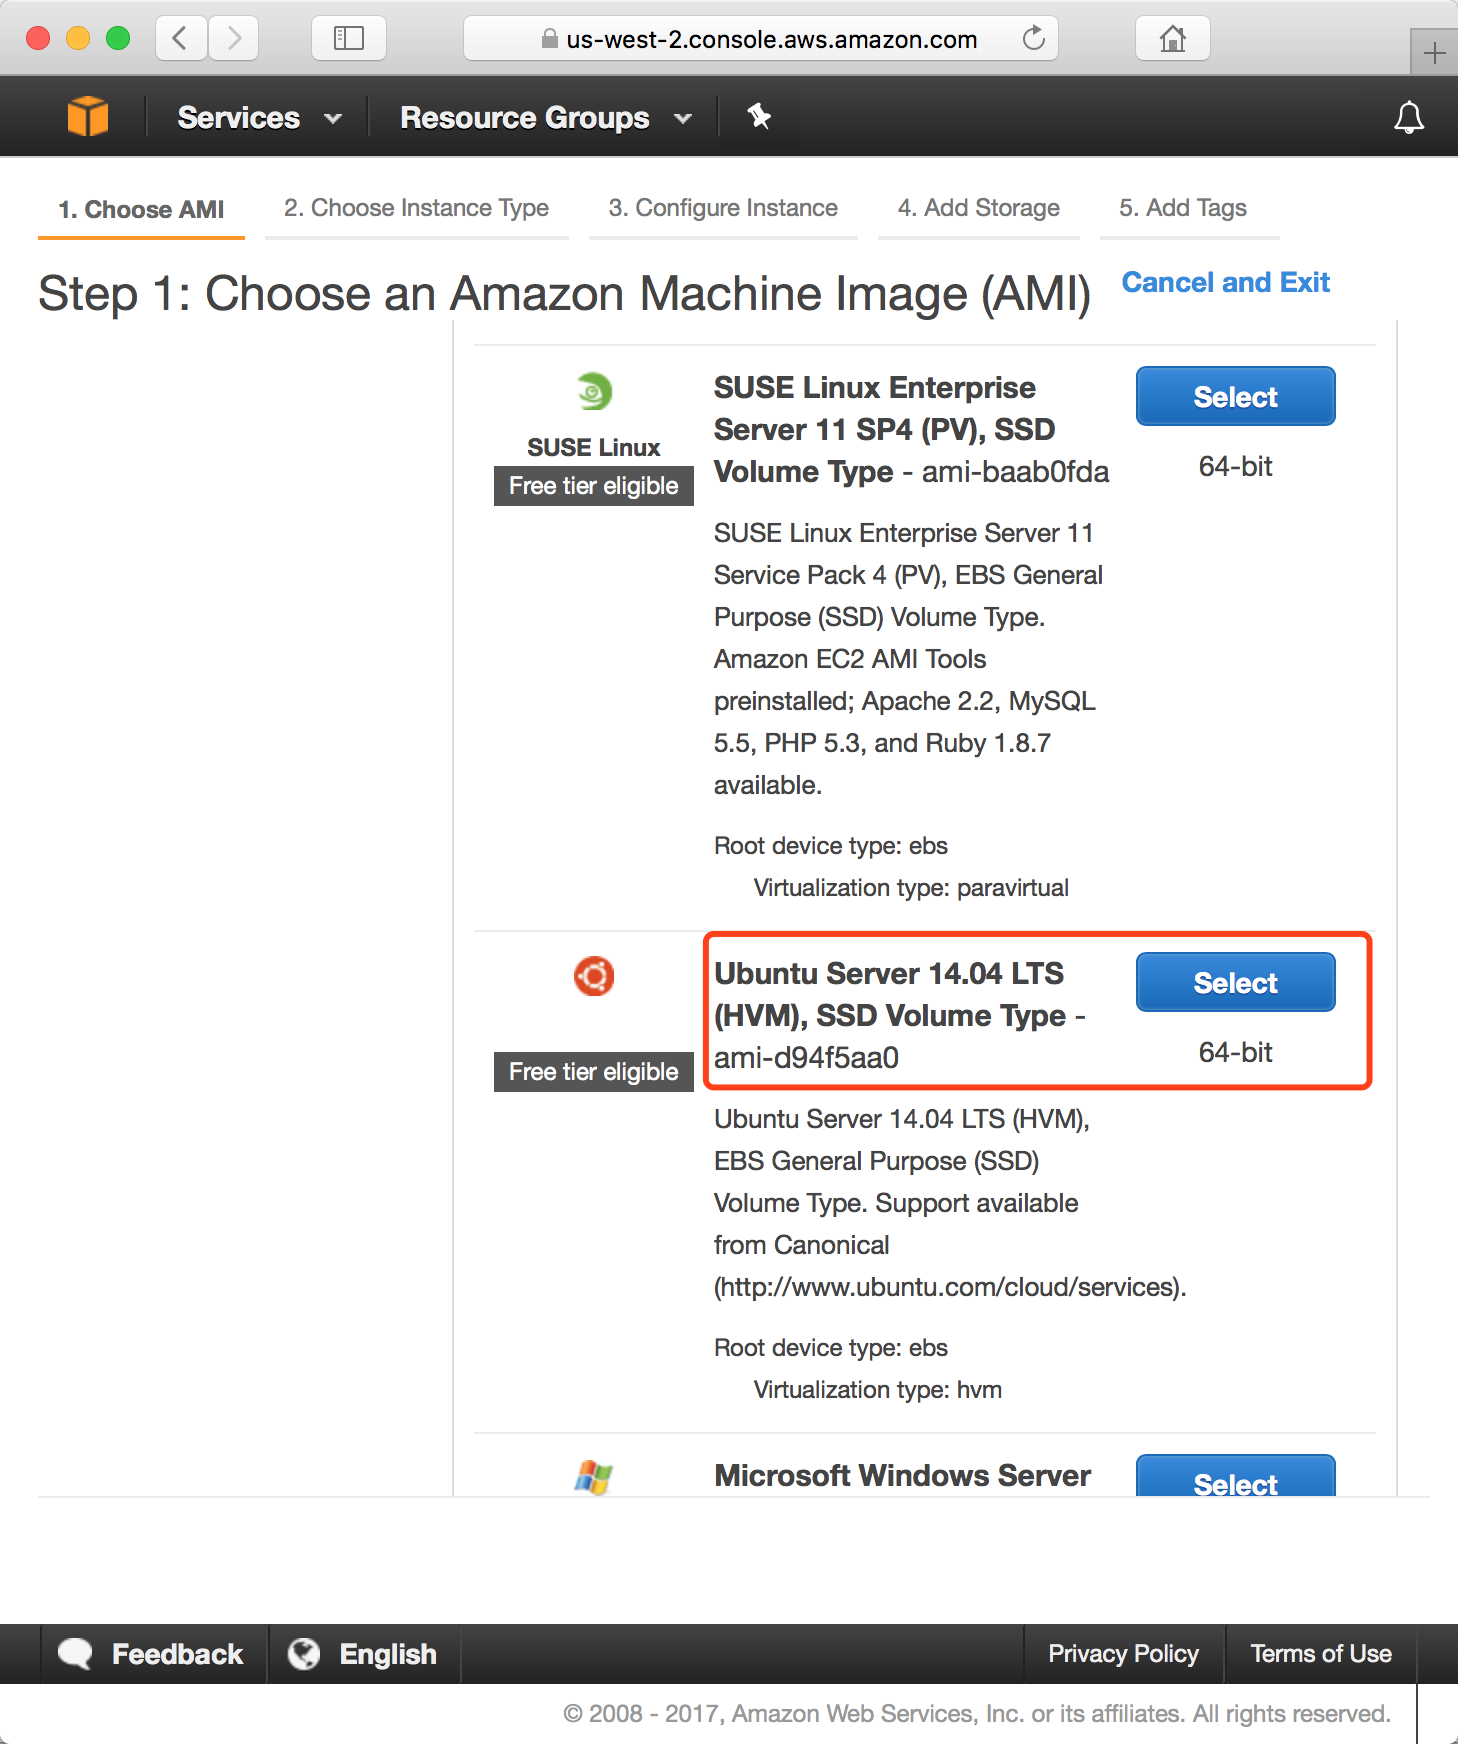 us-west-2.console.aws.amazon.com
Services
Resource Groups
1. Choose AMI
2. Choose Instance Type
3. Configure Instance
4. Add Storage
5. Add Tags
Step 1: Choose an Amazon Machine Image (AMI)
Cancel and Exit
SUSE Linux
Free tier eligible
SUSE Linux Enterprise
Server 11 SP4 (PV), SSD
Volume Type - ami-baab0fda
Select
64-bit
SUSE Linux Enterprise Server 11
Service Pack 4 (PV), EBS General
Purpose (SSD) Volume Type.
Amazon EC2 AMI Tools
preinstalled; Apache 2.2, MySQL
5.5, PHP 5.3, and Ruby 1.8.7
available.
Root device type: ebs
Virtualization type: paravirtual
Free tier eligible
Ubuntu Server 14.04 LTS
(HVM), SSD Volume Type -
ami-d94f5aa0
Select
64-bit
Ubuntu Server 14.04 LTS (HVM),
EBS General Purpose (SSD)
Volume Type. Support available
from Canonical
(http://www.ubuntu.com/cloud/services).
Root device type: ebs
Virtualization type: hvm
Microsoft Windows Server
Select
Feedback
English
Privacy Policy
Terms of Use
© 2008 - 2017, Amazon Web Services, Inc. or its affiliates. All rights reserved.